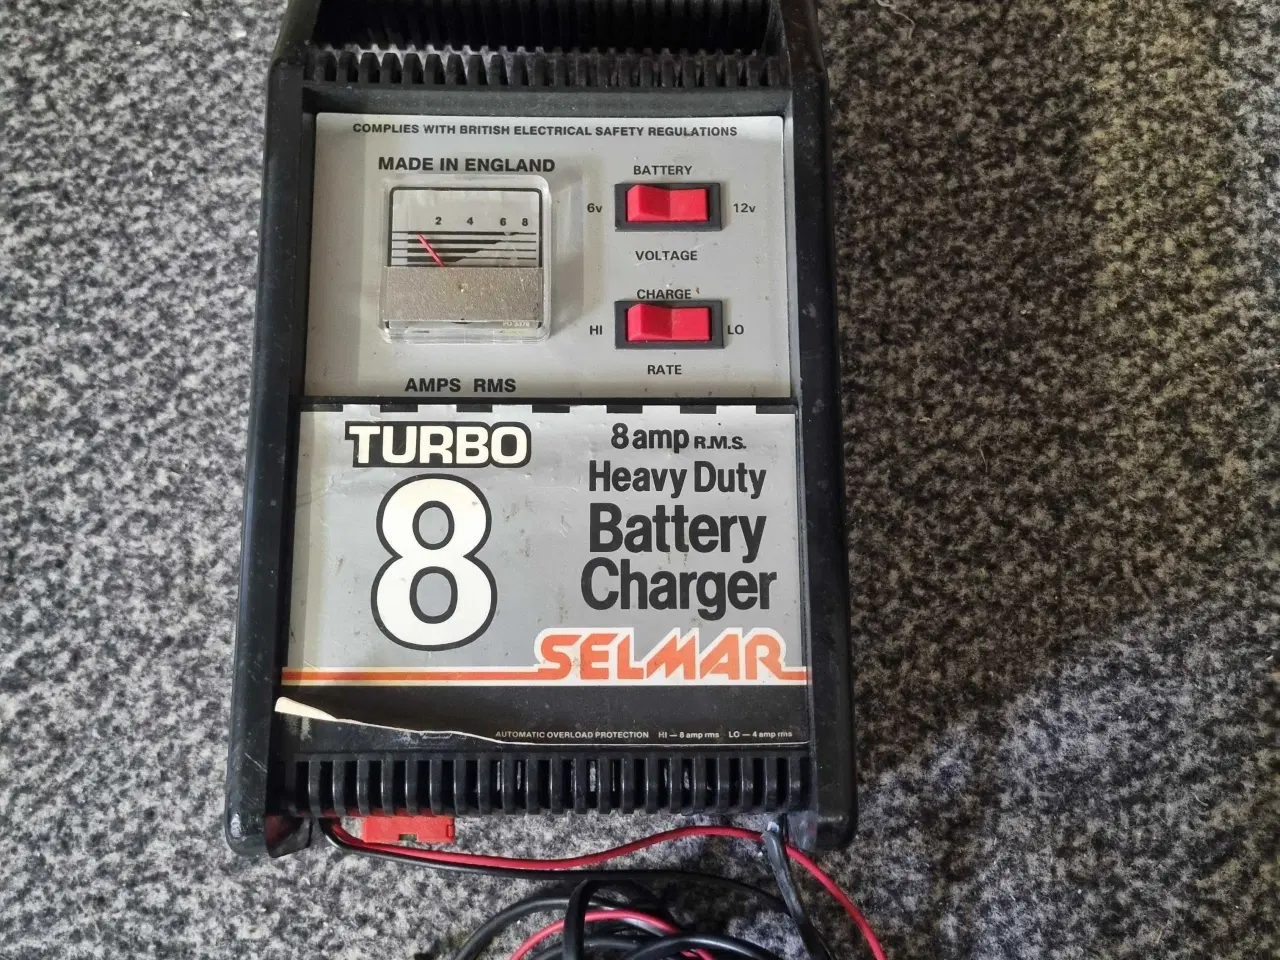 COMPLIES WITH BRITISH ELECTRICAL SAFETY REGULATIONS
MADE IN ENGLAND
2 4 6 8
AMPS RMS
BATTERY
6v 12v
VOLTAGE
CHARGE
HI LO
RATE
TURBO
8
8amp R.M.S.
Heavy Duty
Battery
Charger
SELMAR
AUTOMATIC OVERLOAD PROTECTION HI — 8 amp rms LO — 4 amp rms